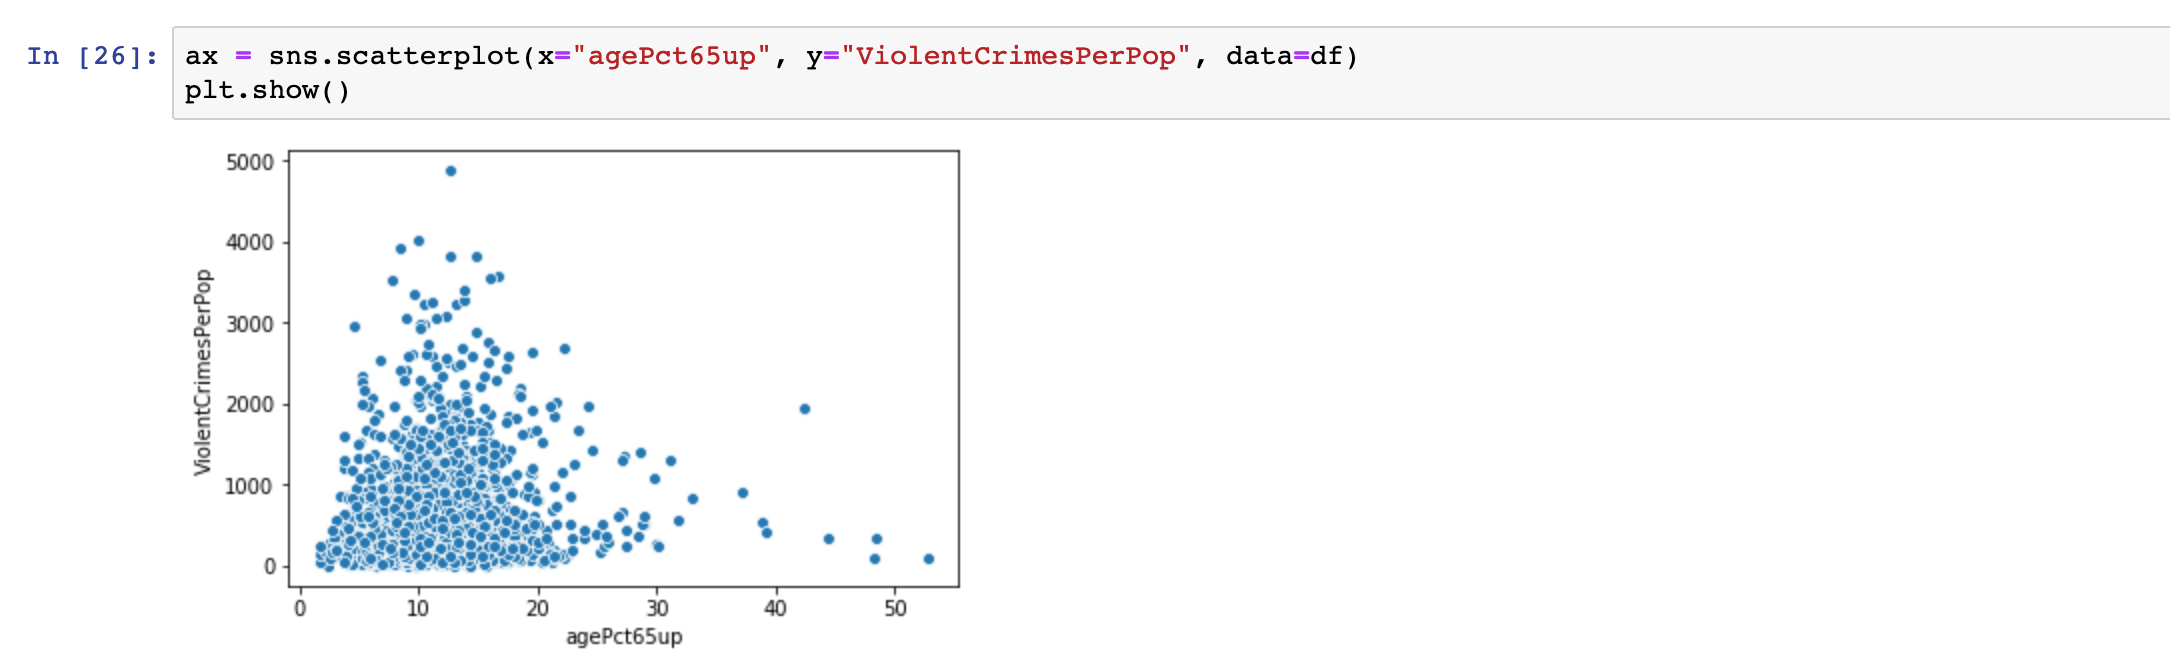 In [26]: ax = sns.scatterplot(x="agePct65up", y="ViolentCrimesPerPop", data=df)
plt.show()
5000
4000
3000
2000
1000
0
ViolentCrimesPerPop
0 10 20 30 40 50
agePct65up